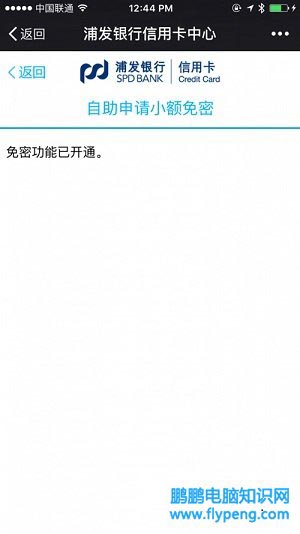 中国联通 12:44 PM
返回 浦发银行信用卡中心
返回 浦发银行 信用卡
SPD BANK Credit Card
自助申请小额免密
免密功能已开通。
鹏鹏电脑知识网
www.flypeng.com